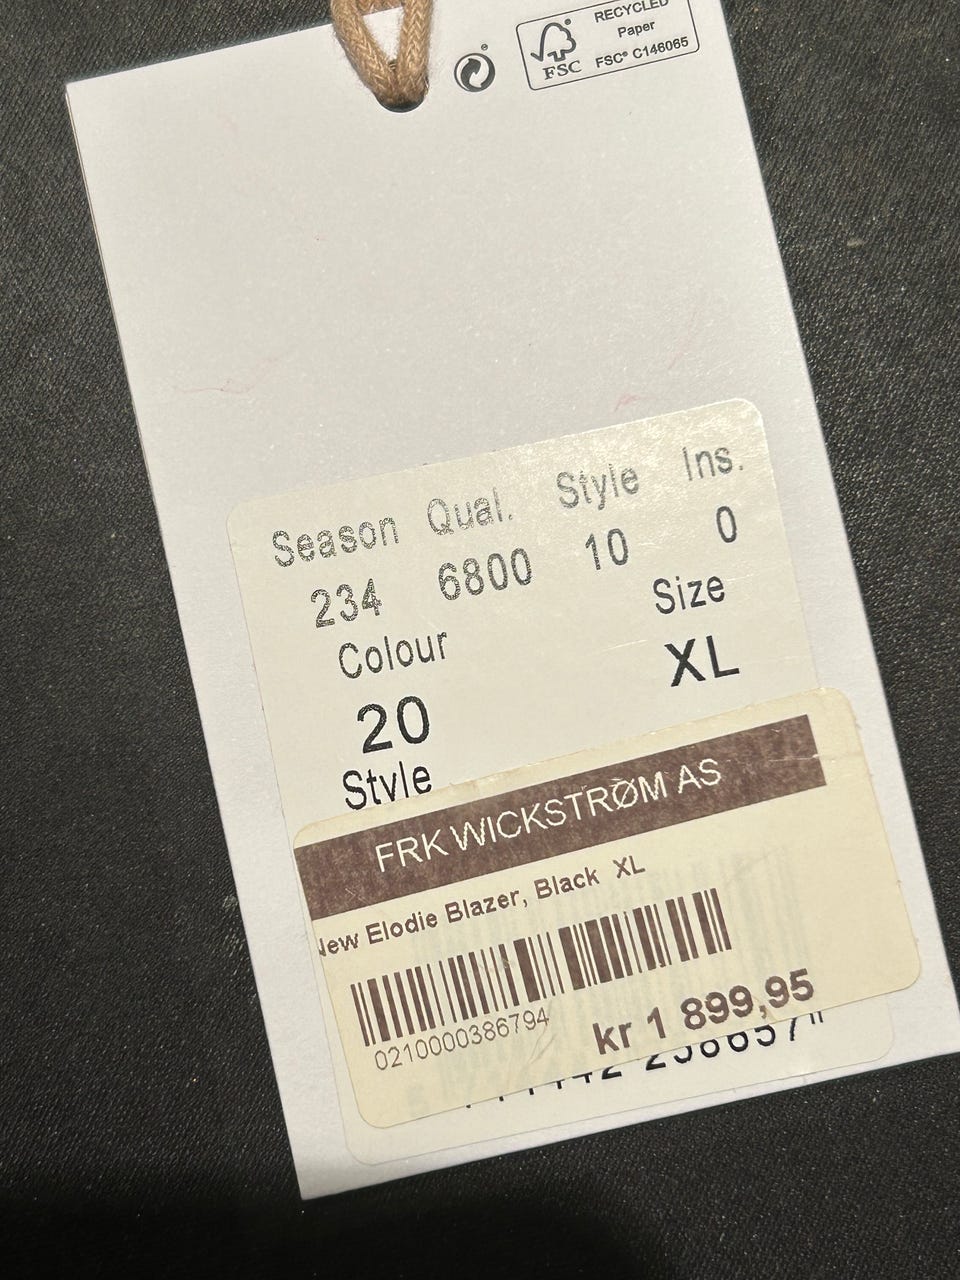 RECYCLED
Paper
FSC® C146065
FSC
Season Qual. Style Ins.
234 6800 10 0
Colour Size
20 XL
Style
FRK WICKSTRØM AS
New Elodie Blazer, Black XL
0210000386794
kr 1 899,95